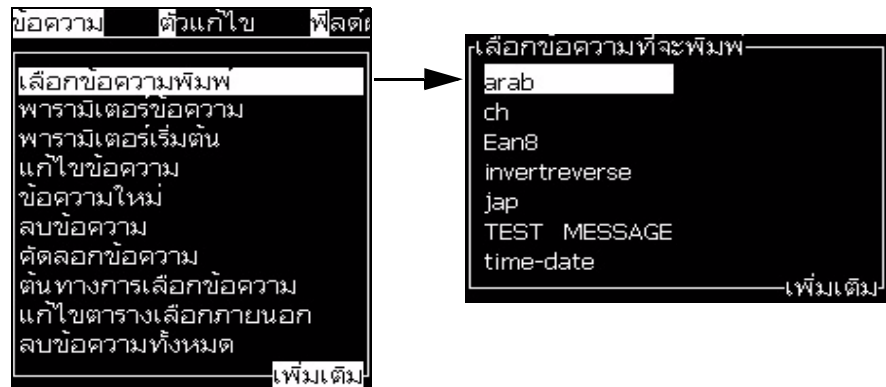 ข้อความ ตัวแก้ไข ฟิลด์
เลือกข้อความพิมพ์
พารามิเตอร์ข้อความ
พารามิเตอร์เริ่มต้น
แก้ไขข้อความ
ข้อความใหม่
ลบข้อความ
คัดลอกข้อความ
ต้นทางการเลือกข้อความ
แก้ไขตารางเลือกภายนอก
ลบข้อความทั้งหมด
เพิ่มเติม
เลือกข้อความที่จะพิมพ์
arab
ch
Ean8
invertreverse
jap
TEST MESSAGE
time-date
เพิ่มเติม